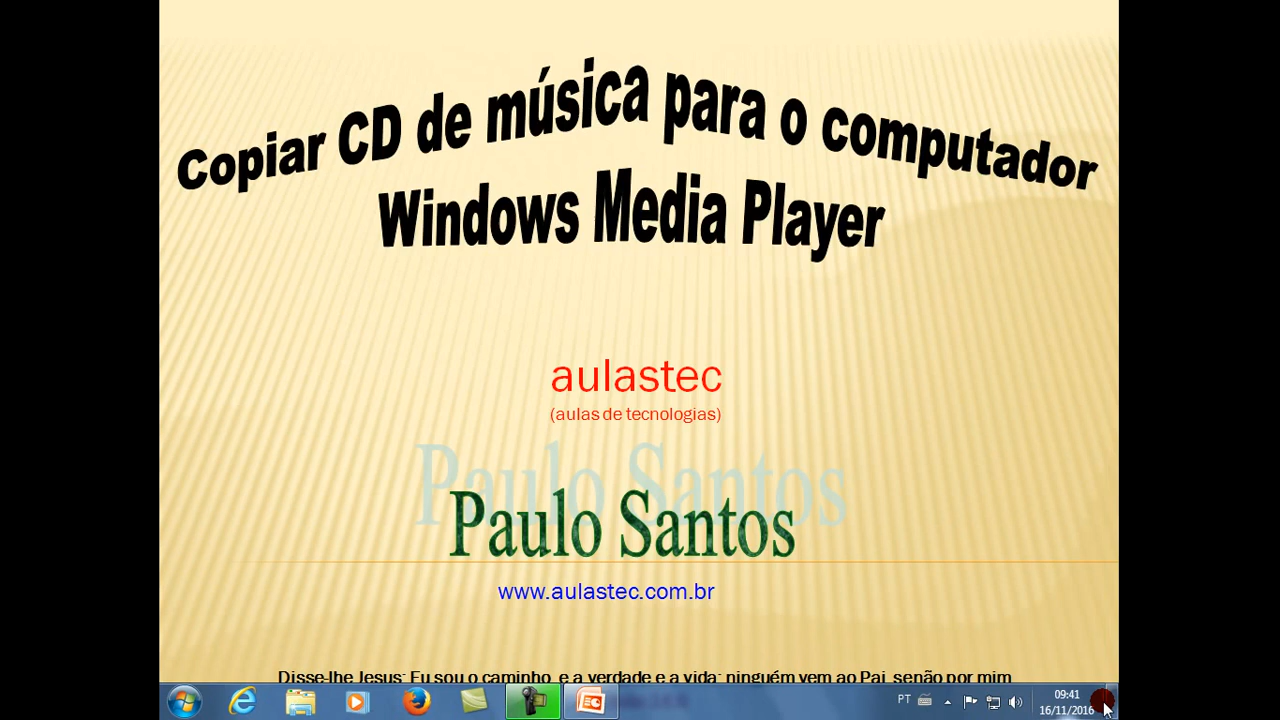 Copiar CD de música para o computador
Windows Media Player
aulastec
(aulas de tecnologias)
Paulo Santos
www.aulastec.com.br
Disse-lhe Jesus: Eu sou o caminho, e a verdade e a vida; ninguém vem ao Pai, senão por mim
PT
09:41
16/11/2016